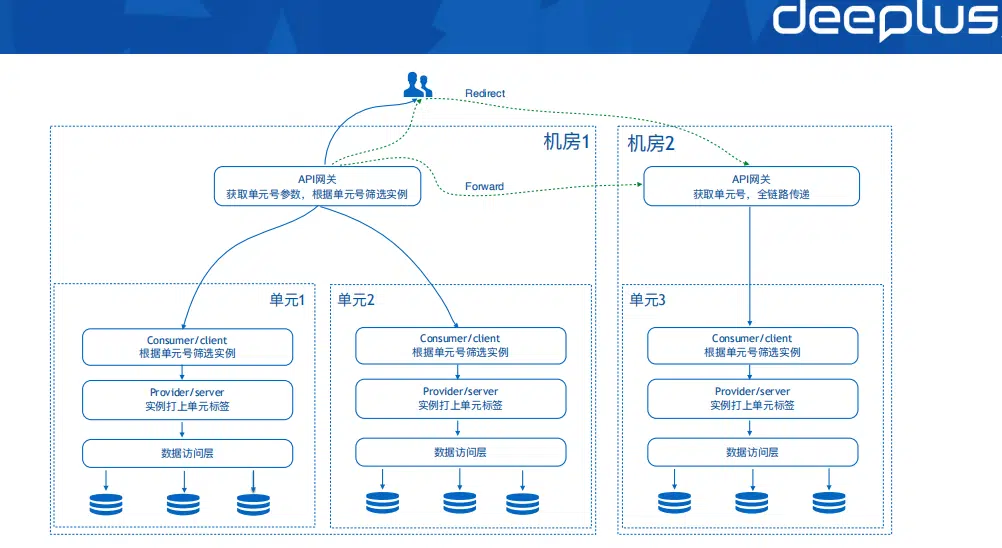 deeplus
Redirect
机房1
机房2
API网关
获取单元号参数，根据单元号筛选实例
Forward
API网关
获取单元号，全链路传递
单元1
单元2
单元3
Consumer/client
根据单元号筛选实例
Consumer/client
根据单元号筛选实例
Consumer/client
根据单元号筛选实例
Provider/server
实例打上单元标签
Provider/server
实例打上单元标签
Provider/server
实例打上单元标签
数据访问层
数据访问层
数据访问层